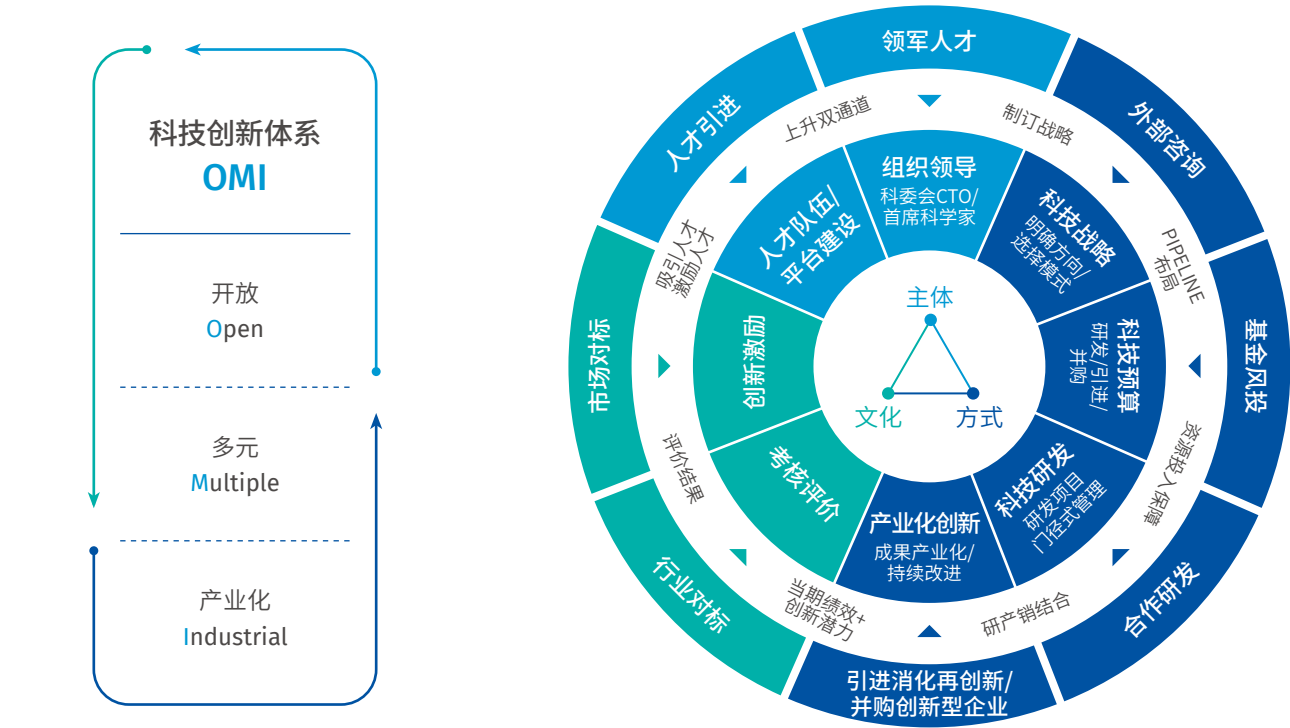 科技创新体系
OMI
开放
Open
多元
Multiple
产业化
Industrial
领军人才
外部咨询
基金风投
合作研发
引进消化再创新/
并购创新型企业
行业对标
市场对标
人才引进
上升双通道
制订战略
PIPELINE
布局
资源投入保障
研产销结合
当期绩效+
创新潜力
评价结果
吸引人才
激励人才
组织领导
科委会CTO/
首席科学家
科技战略
明确方向/
选择模式
科技预算
研发/引进/
并购
科技研发
研发项目
门径式管理
产业化创新
成果产业化/
持续改进
考核评价
创新激励
人才队伍/
平台建设
主体
文化
方式